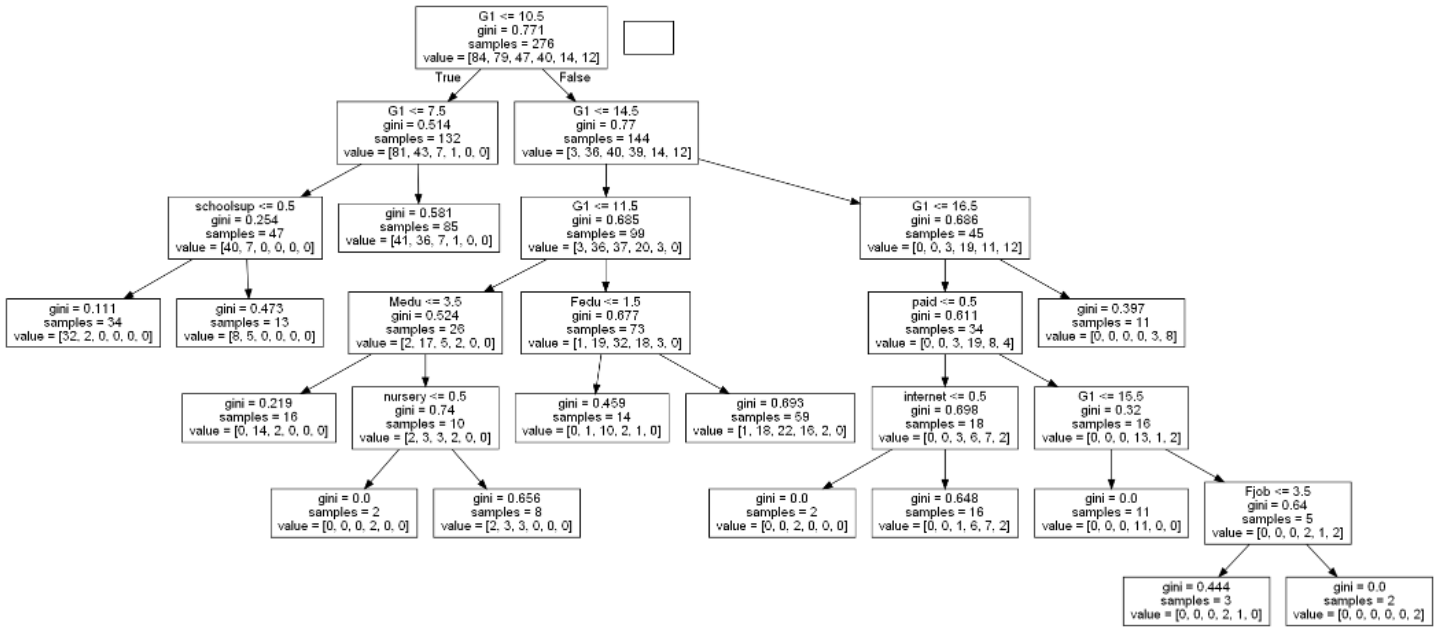 G1 <= 10.5
gini = 0.771
samples = 276
value = [84, 79, 47, 40, 14, 12]
True
False
G1 <= 7.5
gini = 0.514
samples = 132
value = [81, 43, 7, 1, 0, 0]
G1 <= 14.5
gini = 0.77
samples = 144
value = [3, 36, 40, 39, 14, 12]
schoolsup <= 0.5
gini = 0.254
samples = 47
value = [40, 7, 0, 0, 0, 0]
gini = 0.581
samples = 85
value = [41, 36, 7, 1, 0, 0]
G1 <= 11.5
gini = 0.685
samples = 99
value = [3, 36, 37, 20, 3, 0]
G1 <= 16.5
gini = 0.686
samples = 45
value = [0, 0, 3, 19, 11, 12]
gini = 0.111
samples = 34
value = [32, 2, 0, 0, 0, 0]
gini = 0.473
samples = 13
value = [8, 5, 0, 0, 0, 0]
Medu <= 3.5
gini = 0.524
samples = 26
value = [2, 17, 5, 2, 0, 0]
Fedu <= 1.5
gini = 0.677
samples = 73
value = [1, 19, 32, 18, 3, 0]
paid <= 0.5
gini = 0.611
samples = 34
value = [0, 0, 3, 19, 8, 4]
gini = 0.397
samples = 11
value = [0, 0, 0, 0, 3, 8]
gini = 0.219
samples = 16
value = [0, 14, 2, 0, 0, 0]
nursery <= 0.5
gini = 0.74
samples = 10
value = [2, 3, 3, 2, 0, 0]
gini = 0.459
samples = 14
value = [0, 1, 10, 2, 1, 0]
gini = 0.693
samples = 59
value = [1, 18, 22, 16, 2, 0]
internet <= 0.5
gini = 0.698
samples = 18
value = [0, 0, 3, 6, 7, 2]
G1 <= 15.5
gini = 0.32
samples = 16
value = [0, 0, 0, 13, 1, 2]
gini = 0.0
samples = 2
value = [0, 0, 0, 2, 0, 0]
gini = 0.656
samples = 8
value = [2, 3, 3, 0, 0, 0]
gini = 0.0
samples = 2
value = [0, 0, 2, 0, 0, 0]
gini = 0.648
samples = 16
value = [0, 0, 1, 6, 7, 2]
gini = 0.0
samples = 11
value = [0, 0, 0, 11, 0, 0]
Fjob <= 3.5
gini = 0.64
samples = 5
value = [0, 0, 0, 2, 1, 2]
gini = 0.444
samples = 3
value = [0, 0, 0, 2, 1, 0]
gini = 0.0
samples = 2
value = [0, 0, 0, 0, 0, 2]